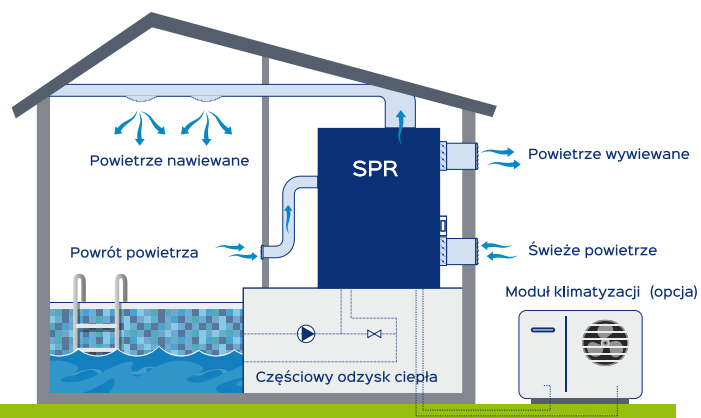 SPR
Powietrze nawiewane
Powietrze wywiewane
Powrót powietrza
Świeże powietrze
Moduł klimatyzacji (opcja)
Częściowy odzysk ciepła